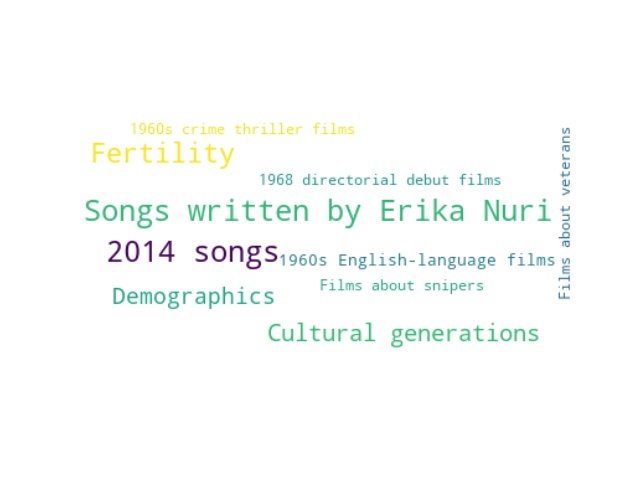 1960s crime thriller films
Fertility
1968 directorial debut films
Songs written by Erika Nuri
2014 songs
1960s English-language films
Films about snipers
Demographics
Cultural generations
Films about veterans